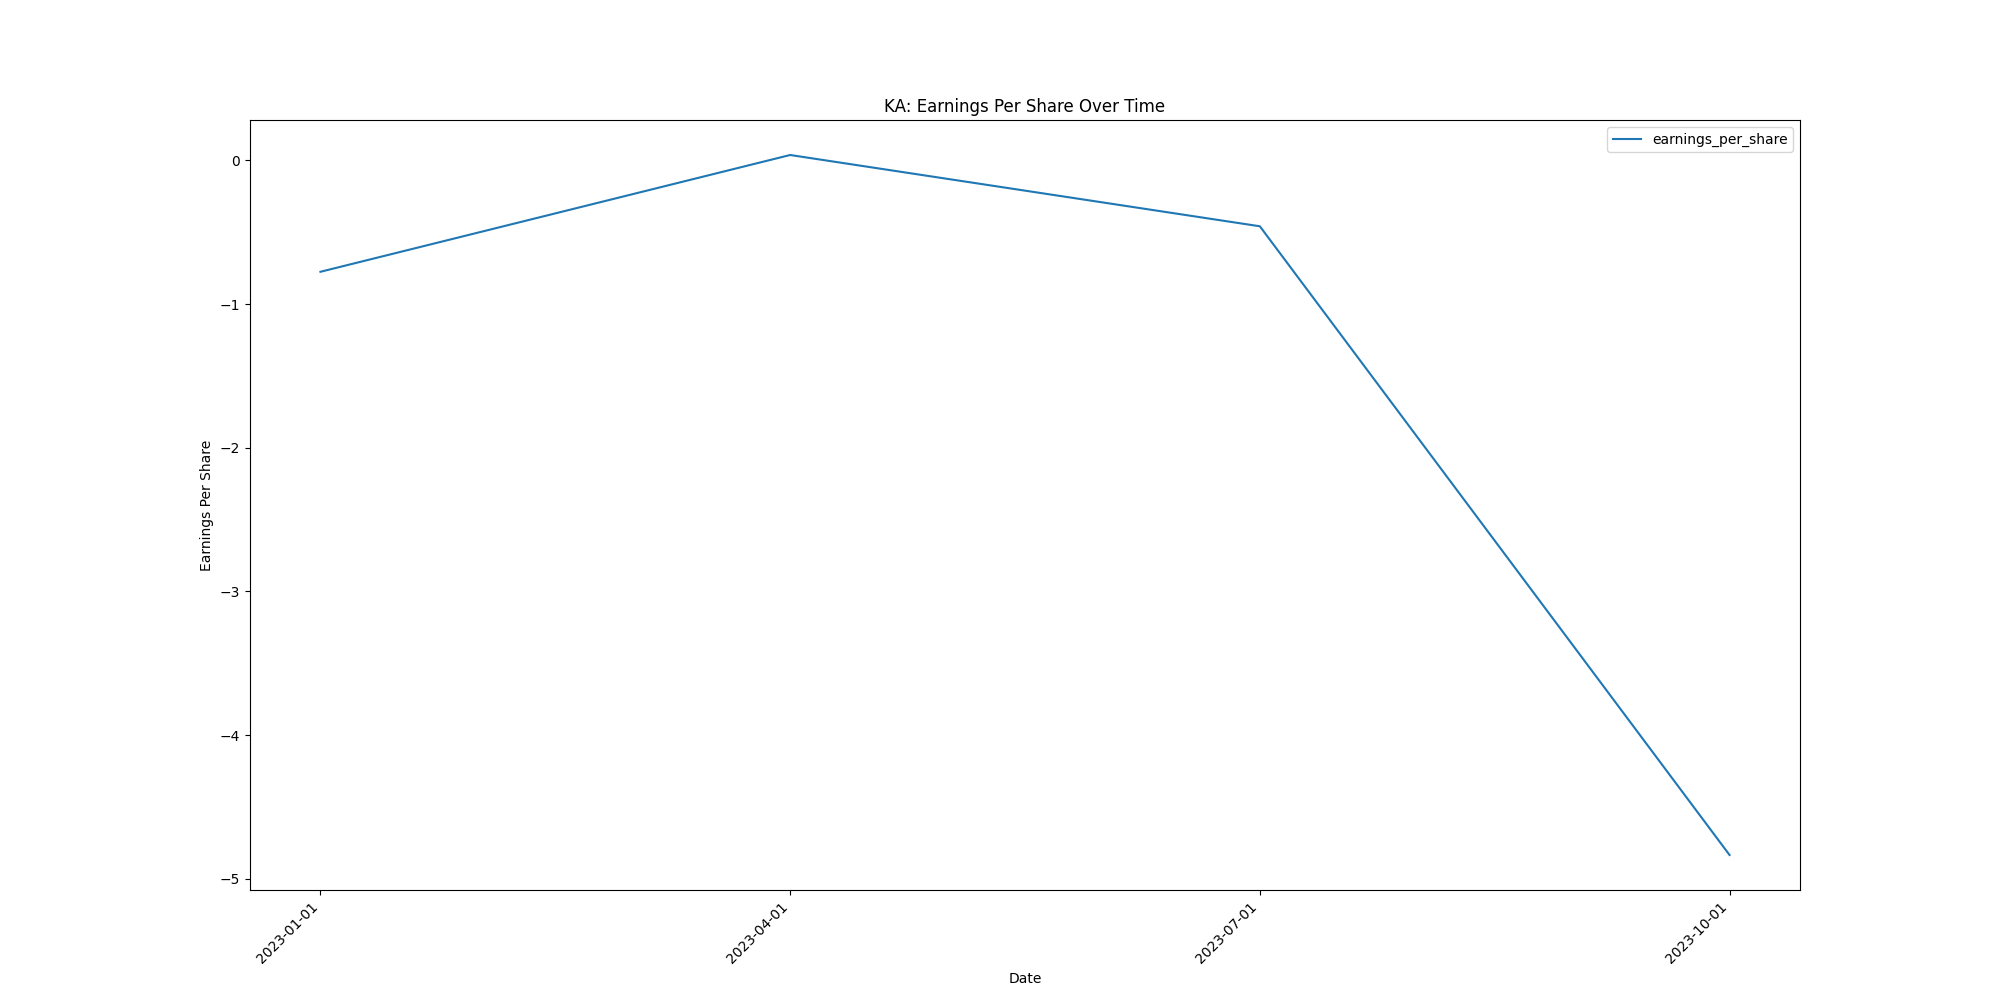 KA: Earnings Per Share Over Time
earnings_per_share
Earnings Per Share
0
−1
−2
−3
−4
−5
2023-01-01
2023-04-01
2023-07-01
2023-10-01
Date